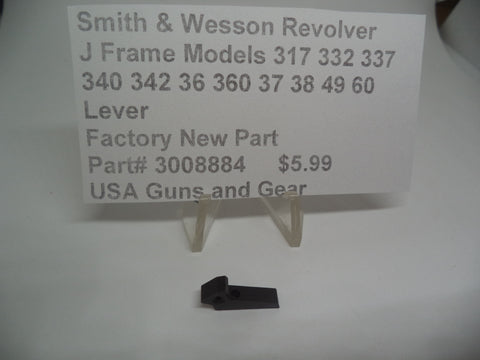 Smith & Wesson Revolver
J Frame Models 317 332 337
340 342 36 360 37 38 49 60
Lever
Factory New Part
Part# 3008884 $5.99
USA Guns and Gear